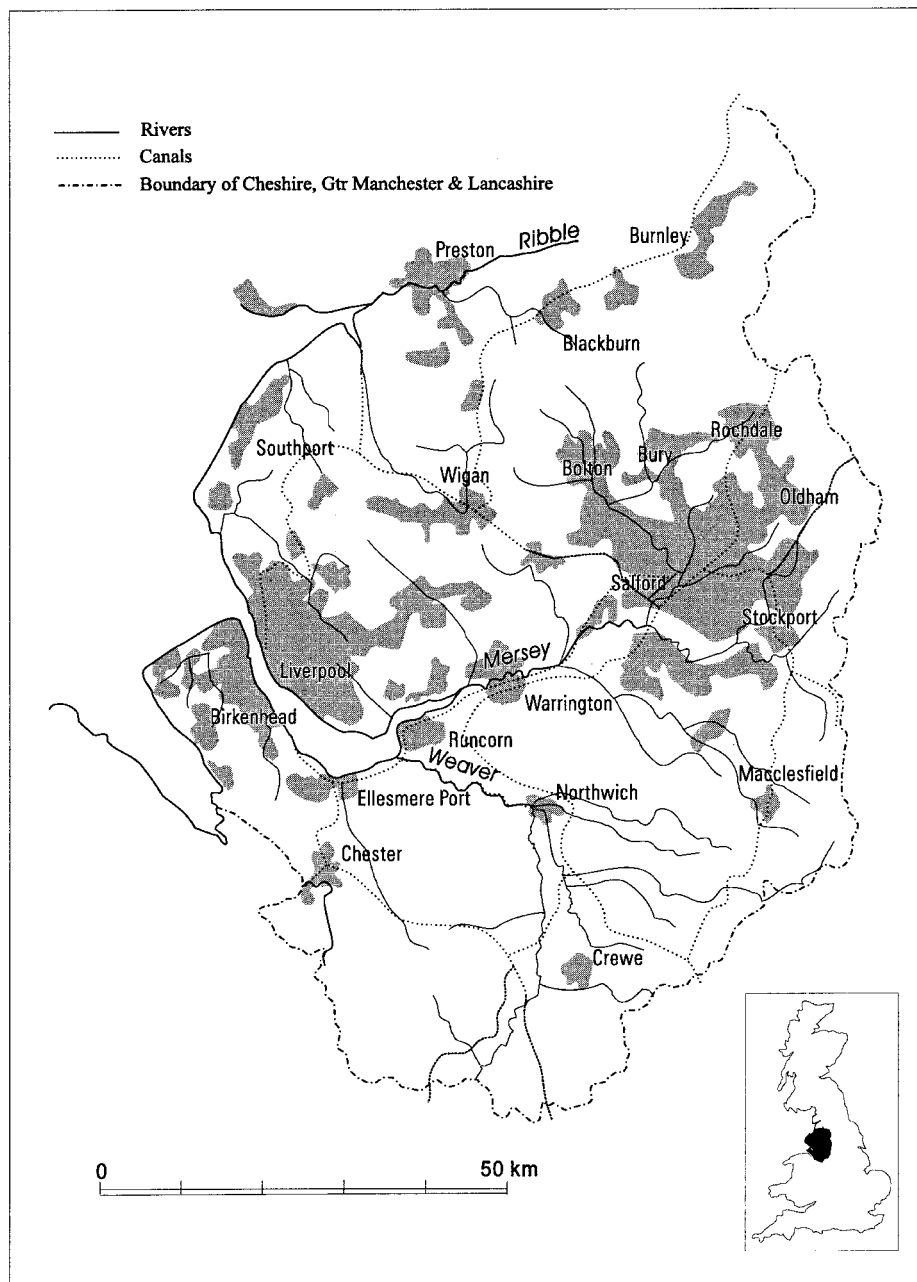 Rivers
Canals
Boundary of Cheshire, Gtr Manchester & Lancashire
Burnley
Ribble
Preston
Blackburn
Rochdale
Bury
Southport
Bolton
Wigan
Oldham
Salford
Stockport
Mersey
Liverpool
Warrington
Birkenhead
Runcorn
Weaver
Macclesfield
Ellesmere Port
Northwich
Chester
Crewe
0 50 km